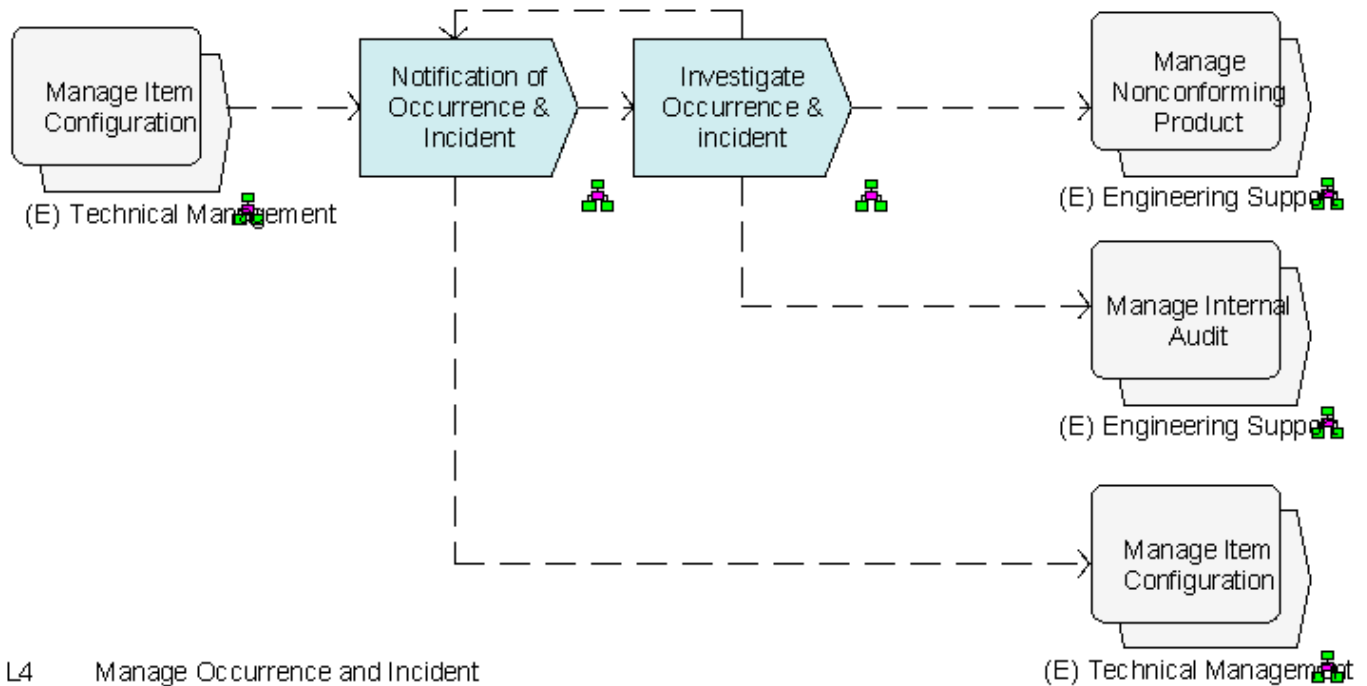 Manage Item
Configuration
(E) Technical Management
Notification of
Occurrence &
Incident
Investigate
Occurrence &
incident
Manage
Nonconforming
Product
(E) Engineering Support
Manage Internal
Audit
(E) Engineering Support
Manage Item
Configuration
(E) Technical Management
L4 Manage Occurrence and Incident